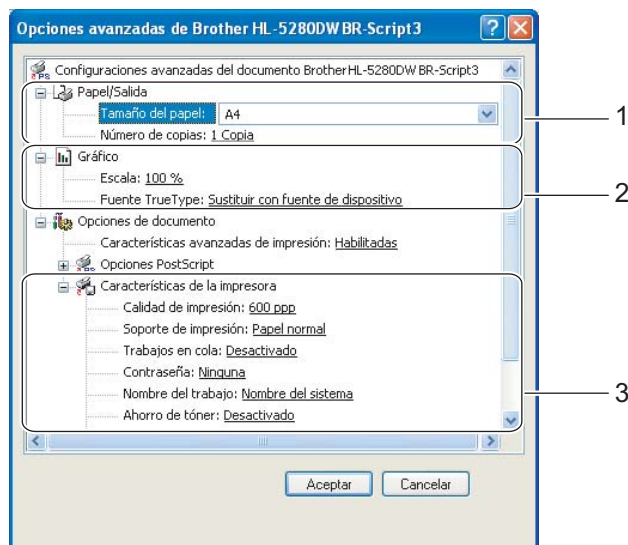 Opciones avanzadas de Brother HL-5280DW BR-Script3
Configuraciones avanzadas del documento Brother HL-5280DW BR-Script3
Papel/Salida
Tamaño del papel: A4
Número de copias: 1 Copia
1
Gráfico
Escala: 100 %
Fuente TrueType: Sustituir con fuente de dispositivo
2
Opciones de documento
Características avanzadas de impresión: Habilitadas
Opciones PostScript
Características de la impresora
Calidad de impresión: 600 ppp
Soporte de impresión: Papel normal
Trabajos en cola: Desactivado
Contraseña: Ninguna
Nombre del trabajo: Nombre del sistema
3
Ahorro de tóner: Desactivado
Aceptar Cancelar